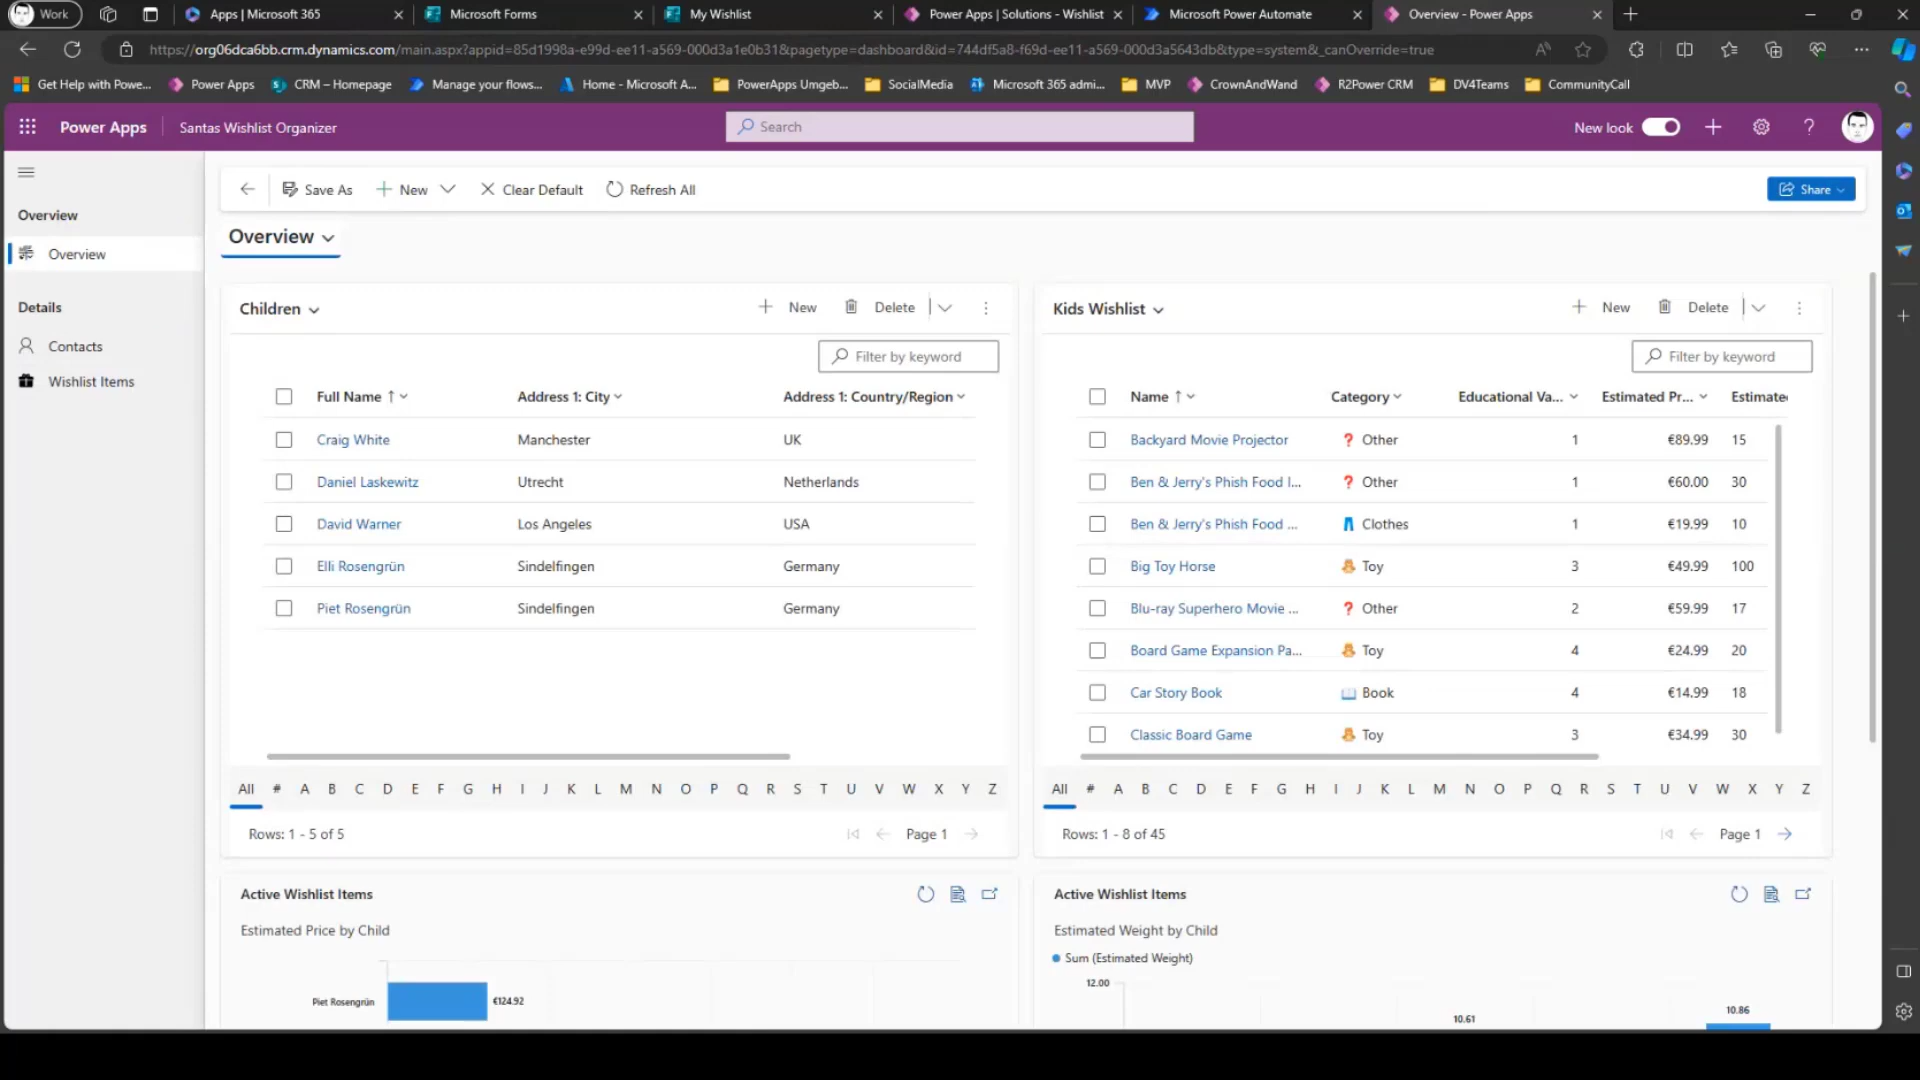 Work
Apps | Microsoft 365
Microsoft Forms
My Wishlist
Power Apps | Solutions - Wishlist
Microsoft Power Automate
Overview - Power Apps
https://org06dca6bb.crm.dynamics.com/main.aspx?appid=85d1998a-e99d-ee11-a569-000d3a1e0b31&pagetype=dashboard&id=744df5a8-f69d-ee11-a569-000d3a5643db&type=system&_canOverride=true
Get Help with Powe...
Power Apps
CRM – Homepage
Manage your flows...
Home - Microsoft A...
PowerApps Umgeb...
SocialMedia
Microsoft 365 admi...
MVP
CrownAndWand
R2Power CRM
DV4Teams
CommunityCall
Power Apps
Santas Wishlist Organizer
Search
New look
Save As
New
Clear Default
Refresh All
Share
Overview
Overview
Details
Contacts
Wishlist Items
Overview
Children
New
Delete
Filter by keyword
Full Name ↑ Address 1: City Address 1: Country/Region
Craig White Manchester UK
Daniel Laskewitz Utrecht Netherlands
David Warner Los Angeles USA
Elli Rosengrün Sindelfingen Germany
Piet Rosengrün Sindelfingen Germany
All # A B C D E F G H I J K L M N O P Q R S T U V W X Y Z
Rows: 1 - 5 of 5
Page 1
Kids Wishlist
New
Delete
Filter by keyword
Name ↑ Category Educational Va... Estimated Pr... Estimated
Backyard Movie Projector ❓ Other 1 €89.99 15
Ben & Jerry's Phish Food I... ❓ Other 1 €60.00 30
Ben & Jerry's Phish Food ... 👖 Clothes 1 €19.99 10
Big Toy Horse 🧸 Toy 3 €49.99 100
Blu-ray Superhero Movie ... ❓ Other 2 €59.99 17
Board Game Expansion Pa... 🧸 Toy 4 €24.99 20
Car Story Book 📖 Book 4 €14.99 18
Classic Board Game 🧸 Toy 3 €34.99 30
All # A B C D E F G H I J K L M N O P Q R S T U V W X Y Z
Rows: 1 - 8 of 45
Page 1
Active Wishlist Items
Estimated Price by Child
Piet Rosengrün
€124.92
Active Wishlist Items
Estimated Weight by Child
Sum (Estimated Weight)
12.00
10.61
10.86